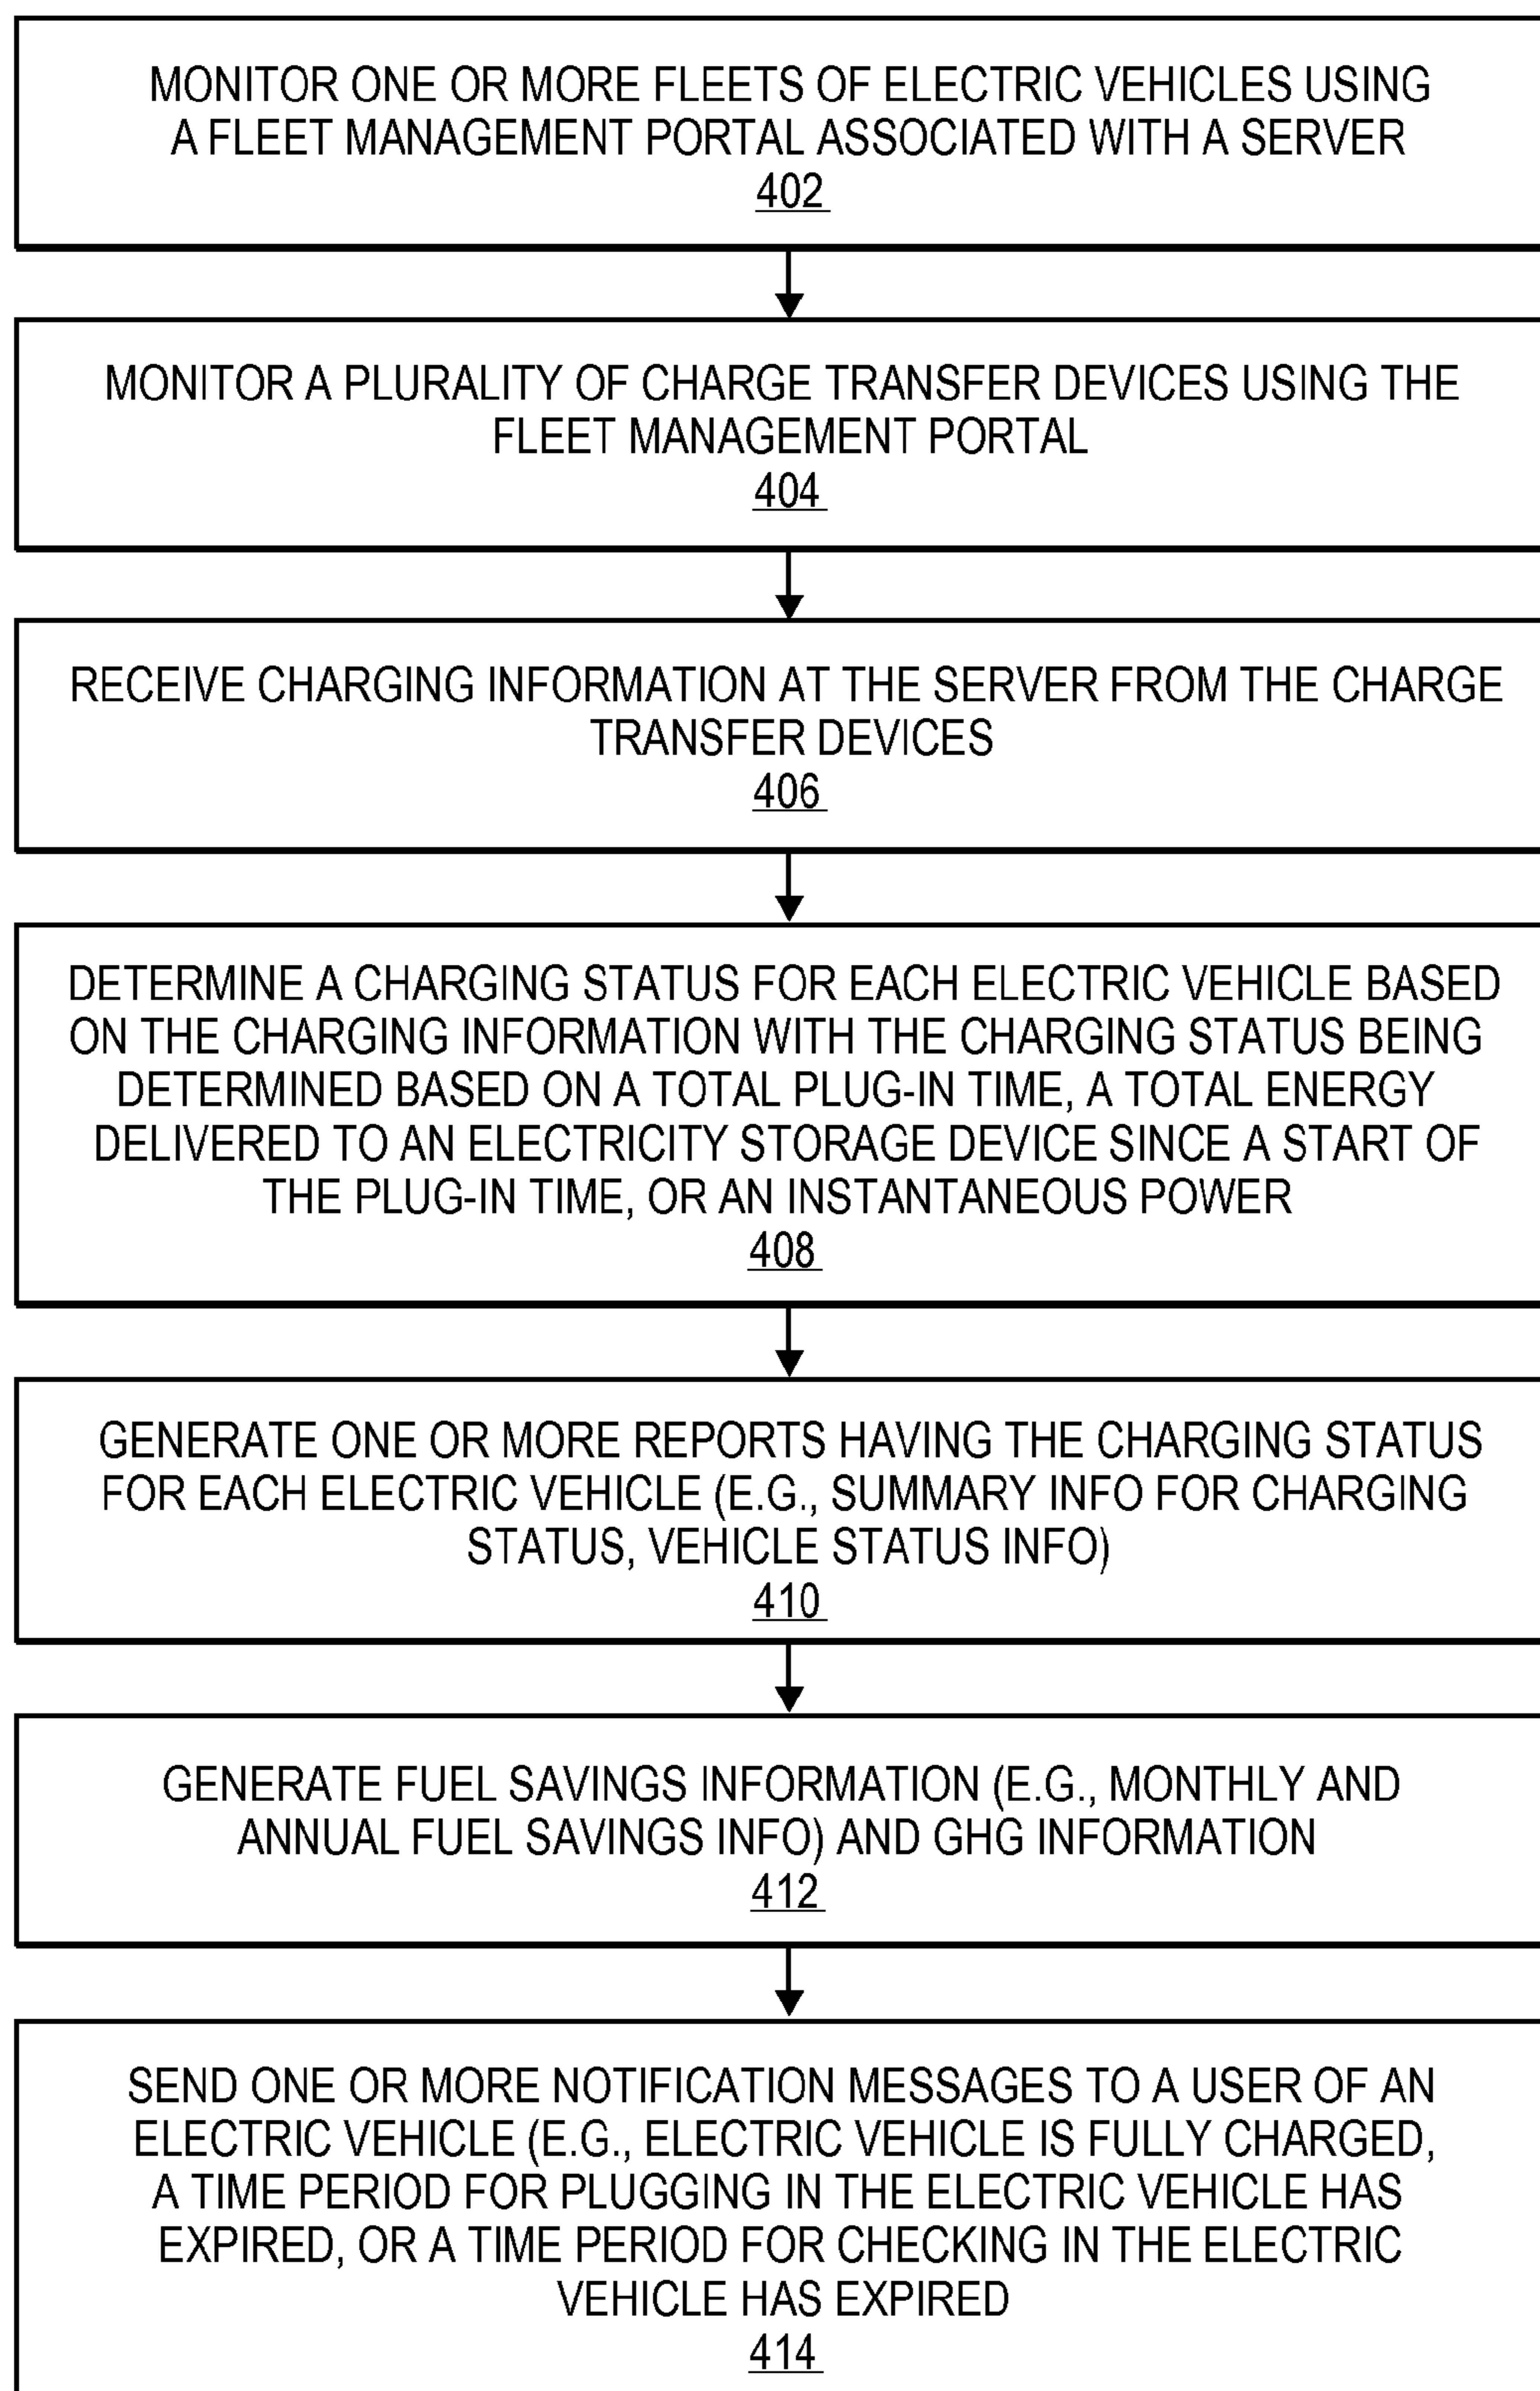 MONITOR ONE OR MORE FLEETS OF ELECTRIC VEHICLES USING
A FLEET MANAGEMENT PORTAL ASSOCIATED WITH A SERVER
402
MONITOR A PLURALITY OF CHARGE TRANSFER DEVICES USING THE
FLEET MANAGEMENT PORTAL
404
RECEIVE CHARGING INFORMATION AT THE SERVER FROM THE CHARGE
TRANSFER DEVICES
406
DETERMINE A CHARGING STATUS FOR EACH ELECTRIC VEHICLE BASED
ON THE CHARGING INFORMATION WITH THE CHARGING STATUS BEING
DETERMINED BASED ON A TOTAL PLUG-IN TIME, A TOTAL ENERGY
DELIVERED TO AN ELECTRICITY STORAGE DEVICE SINCE A START OF
THE PLUG-IN TIME, OR AN INSTANTANEOUS POWER
408
GENERATE ONE OR MORE REPORTS HAVING THE CHARGING STATUS
FOR EACH ELECTRIC VEHICLE (E.G., SUMMARY INFO FOR CHARGING
STATUS, VEHICLE STATUS INFO)
410
GENERATE FUEL SAVINGS INFORMATION (E.G., MONTHLY AND
ANNUAL FUEL SAVINGS INFO) AND GHG INFORMATION
412
SEND ONE OR MORE NOTIFICATION MESSAGES TO A USER OF AN
ELECTRIC VEHICLE (E.G., ELECTRIC VEHICLE IS FULLY CHARGED,
A TIME PERIOD FOR PLUGGING IN THE ELECTRIC VEHICLE HAS
EXPIRED, OR A TIME PERIOD FOR CHECKING IN THE ELECTRIC
VEHICLE HAS EXPIRED
414